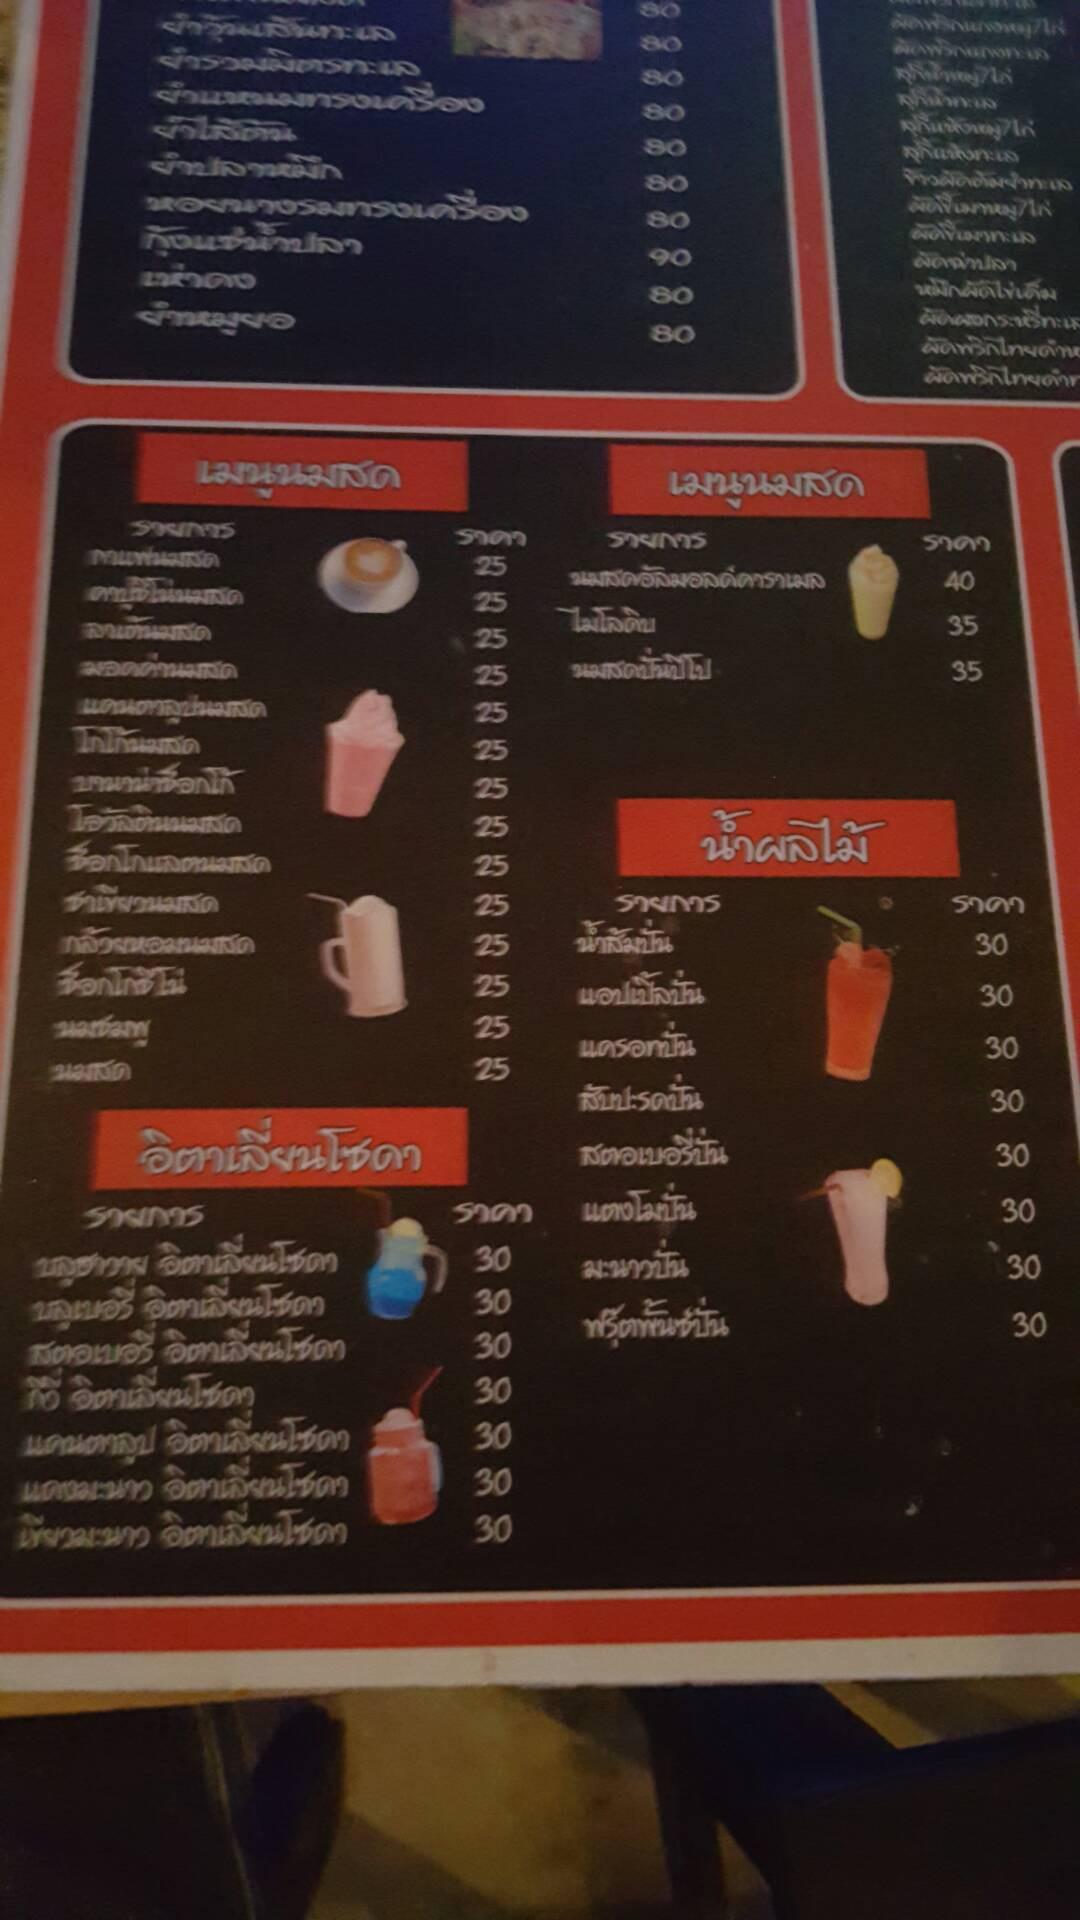 80
ยำวุ้นเส้นทะเล 80
ยำรวมมิตรทะเล 80
ยำแหนมทรงเครื่อง 80
ยำไส้ตัน 80
ยำปลาหมึก 80
หอยนางรมทรงเครื่อง 80
กุ้งแช่น้ำปลา 90
เห่าดง 80
ยำหมูยอ 80
สุกี้น้ำหมู/ไก่
สุกี้น้ำทะเล
สุกี้แห้งหมู/ไก่
สุกี้แห้งทะเล
ข้าวผัดต้มยำทะเล
ผัดขี้เมาหมู/ไก่
ผัดขี้เมาทะเล
ผัดฉ่าปลา
หมึกผัดไข่เค็ม
ผัดผงกระหรี่ทะเล
ผัดพริกไทยดำ
ผัดพริกไทยดำ
เมนูนมสด
รายการ ราคา
กาแฟนมสด 25
คาปูชิโน่นมสด 25
ลาเต้นมสด 25
มอคค่านมสด 25
แคนตาลูปนมสด 25
โกโก้นมสด 25
บานาน่าช็อกโก้ 25
โอวัลตินนมสด 25
ช็อกโกแลตนมสด 25
ชาเขียวนมสด 25
กล้วยหอมนมสด 25
ช็อกโกชิโน่ 25
นมชมพู 25
นมสด 25
อิตาเลี่ยนโซดา
รายการ ราคา
บลูฮาวาย อิตาเลี่ยนโซดา 30
บลูเบอรี่ อิตาเลี่ยนโซดา 30
สตอเบอรี่ อิตาเลี่ยนโซดา 30
กีวี่ อิตาเลี่ยนโซดา 30
แคนตาลูป อิตาเลี่ยนโซดา 30
แดงมะนาว อิตาเลี่ยนโซดา 30
เขียวมะนาว อิตาเลี่ยนโซดา 30
เมนูนมสด
รายการ ราคา
นมสดอัลมอลด์คาราเมล 40
ไมโลดิบ 35
นมสดปั่นปีโป 35
น้ำผลไม้
รายการ ราคา
น้ำส้มปั่น 30
แอปเปิ้ลปั่น 30
แครอทปั่น 30
สับปะรดปั่น 30
สตอเบอรี่ปั่น 30
แตงโมปั่น 30
มะนาวปั่น 30
ฟรุ๊ตพั้นซ์ปั่น 30